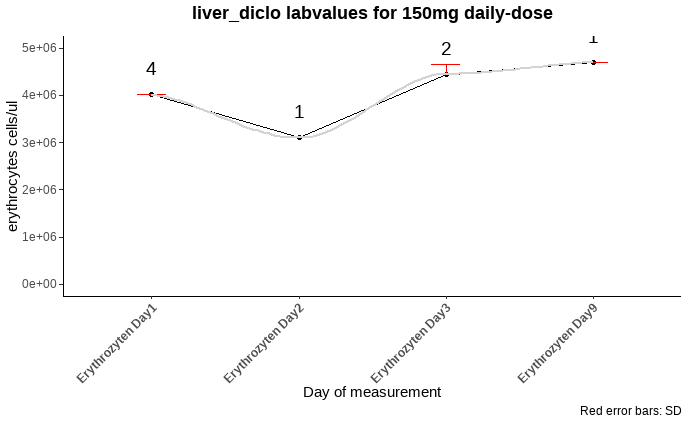 liver_diclo labvalues for 150mg daily-dose
erythrocytes cells/ul
5e+06
4e+06
3e+06
2e+06
1e+06
0e+00
4
1
2
1
Erythrozyten Day1
Erythrozyten Day2
Erythrozyten Day3
Erythrozyten Day9
Day of measurement
Red error bars: SD